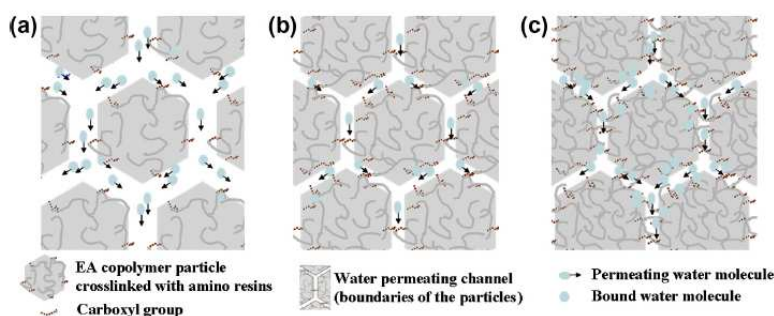 (a)
(b)
(c)
EA copolymer particle
crosslinked with amino resins
Carboxyl group
Water permeating channel
(boundaries of the particles)
Permeating water molecule
Bound water molecule